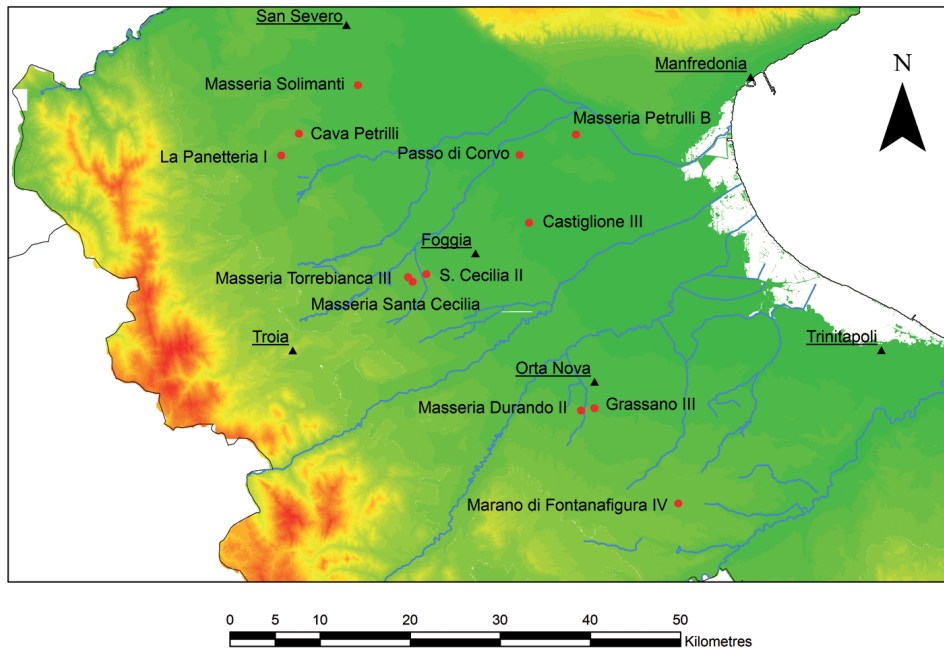 San Severo
Manfredonia
N
Masseria Solimanti
Masseria Petrulli B
Cava Petrilli
La Panetteria I
Passo di Corvo
Castiglione III
Foggia
Masseria Torrebianca III
S. Cecilia II
Masseria Santa Cecilia
Troia
Trinitapoli
Orta Nova
Masseria Durando II
Grassano III
Marano di Fontanafigura IV
0 5 10 20 30 40 50
Kilometres